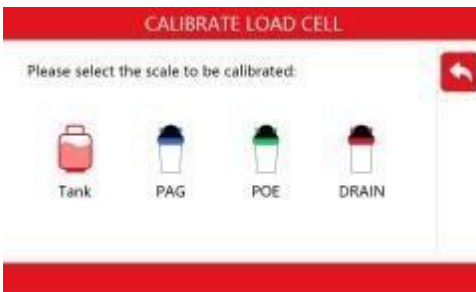 CALIBRATE LOAD CELL
Please select the scale to be calibrated:
Tank PAG POE DRAIN